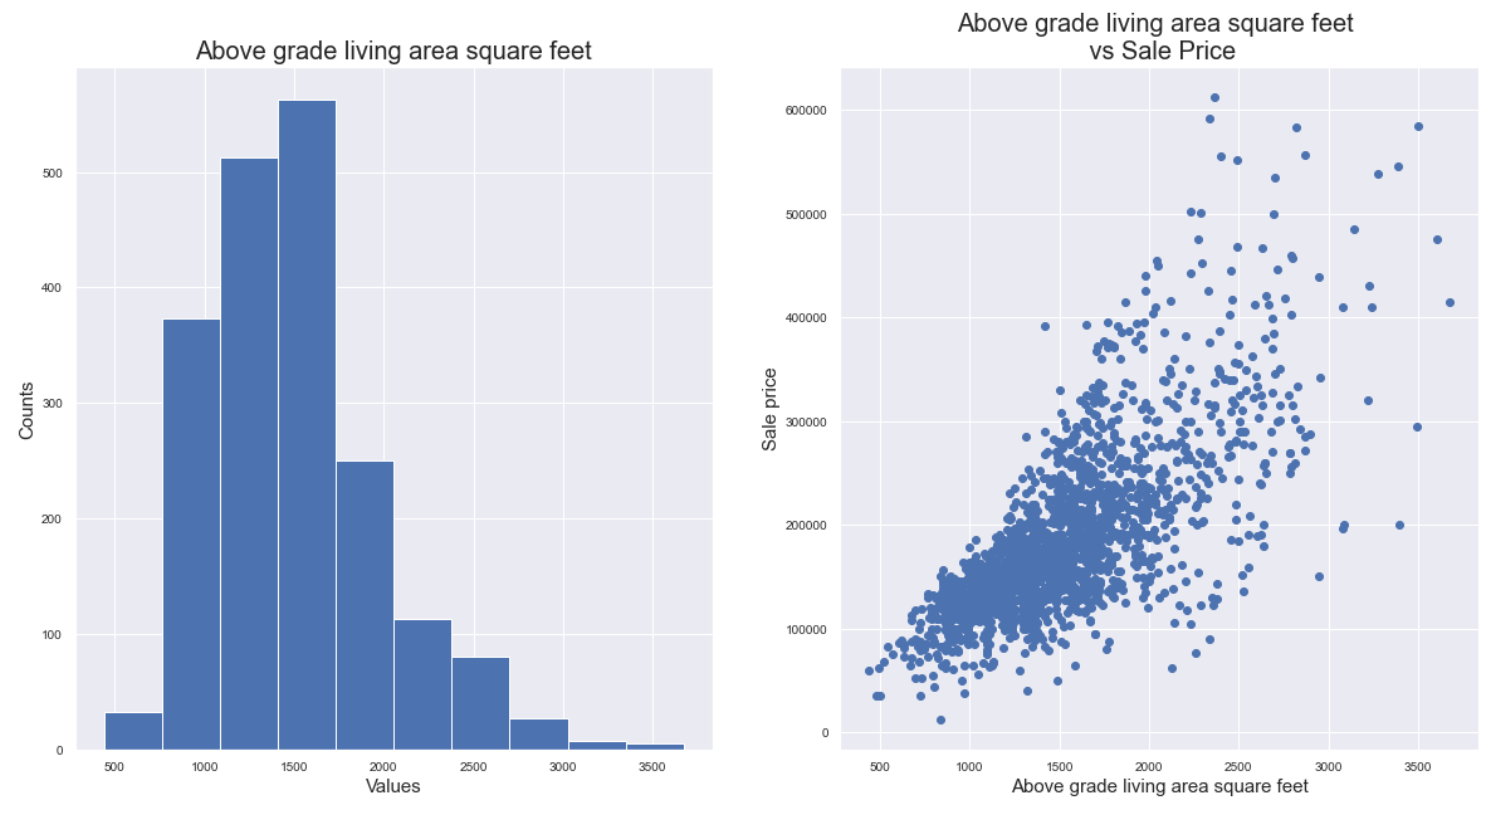 Above grade living area square feet
500
400
300
200
100
0
Counts
500 1000 1500 2000 2500 3000 3500
Values
Above grade living area square feet
vs Sale Price
600000
500000
400000
300000
200000
100000
0
Sale price
500 1000 1500 2000 2500 3000 3500
Above grade living area square feet